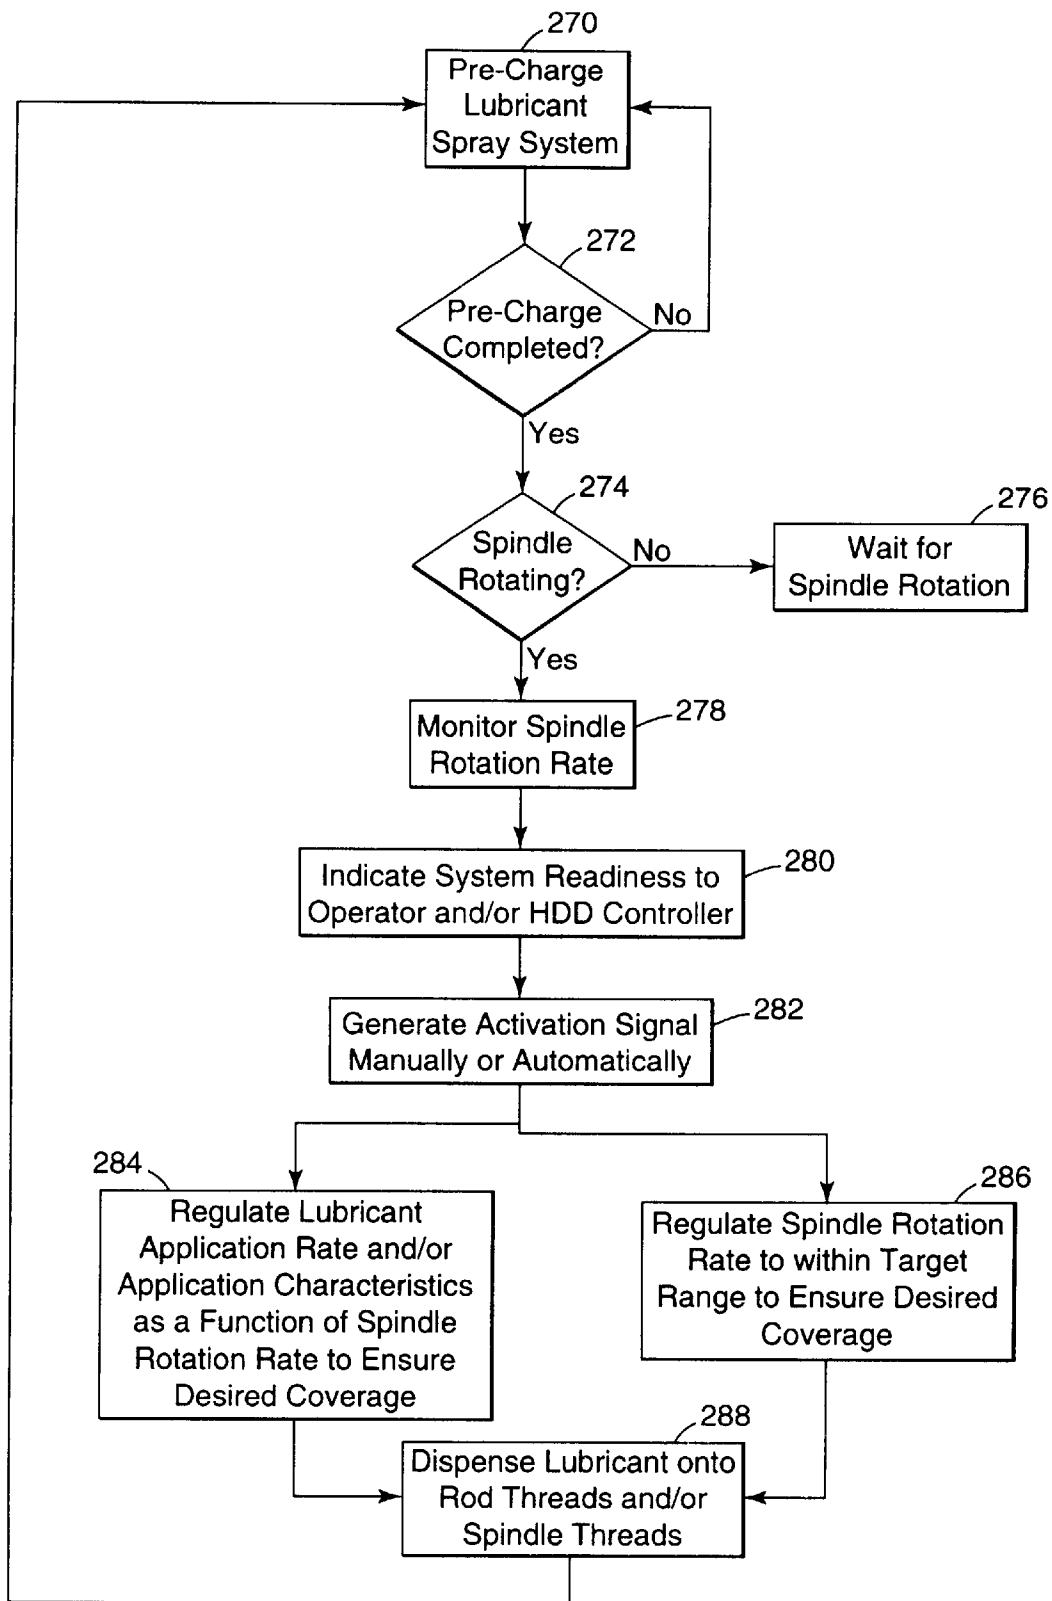 270
Pre-Charge
Lubricant
Spray System
272
Pre-Charge
Completed?
No
Yes
274
Spindle
Rotating?
No
276
Wait for
Spindle Rotation
Yes
278
Monitor Spindle
Rotation Rate
280
Indicate System Readiness to
Operator and/or HDD Controller
282
Generate Activation Signal
Manually or Automatically
284
Regulate Lubricant
Application Rate and/or
Application Characteristics
as a Function of Spindle
Rotation Rate to Ensure
Desired Coverage
286
Regulate Spindle Rotation
Rate to within Target
Range to Ensure Desired
Coverage
288
Dispense Lubricant onto
Rod Threads and/or
Spindle Threads